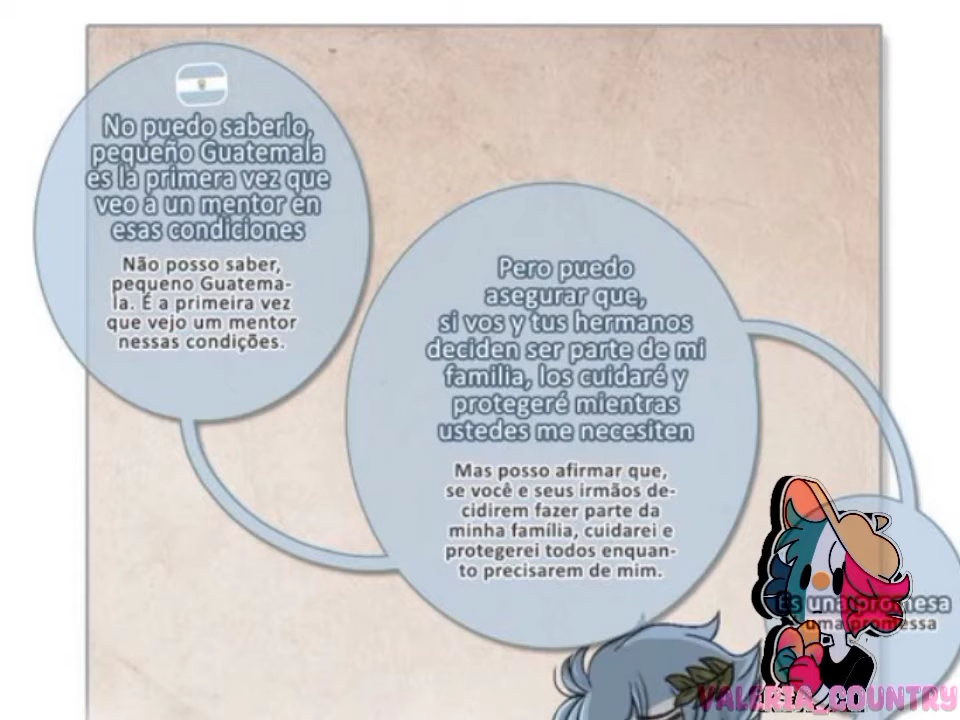 No puedo saberlo,
pequeño Guatemala
es la primera vez que
veo a un mentor en
esas condiciones
Não posso saber,
pequeno Guatema-
la. É a primeira vez
que vejo um mentor
nessas condições.
Pero puedo
asegurar que,
si vos y tus hermanos
deciden ser parte de mi
familia, los cuidaré y
protegeré mientras
ustedes me necesiten
Mas posso afirmar que,
se você e seus irmãos de-
cidirem fazer parte da
minha família, cuidarei e
protegerei todos enquan-
to precisarem de mim.
Es una promesa
uma promessa
VALERIA_COUNTRY